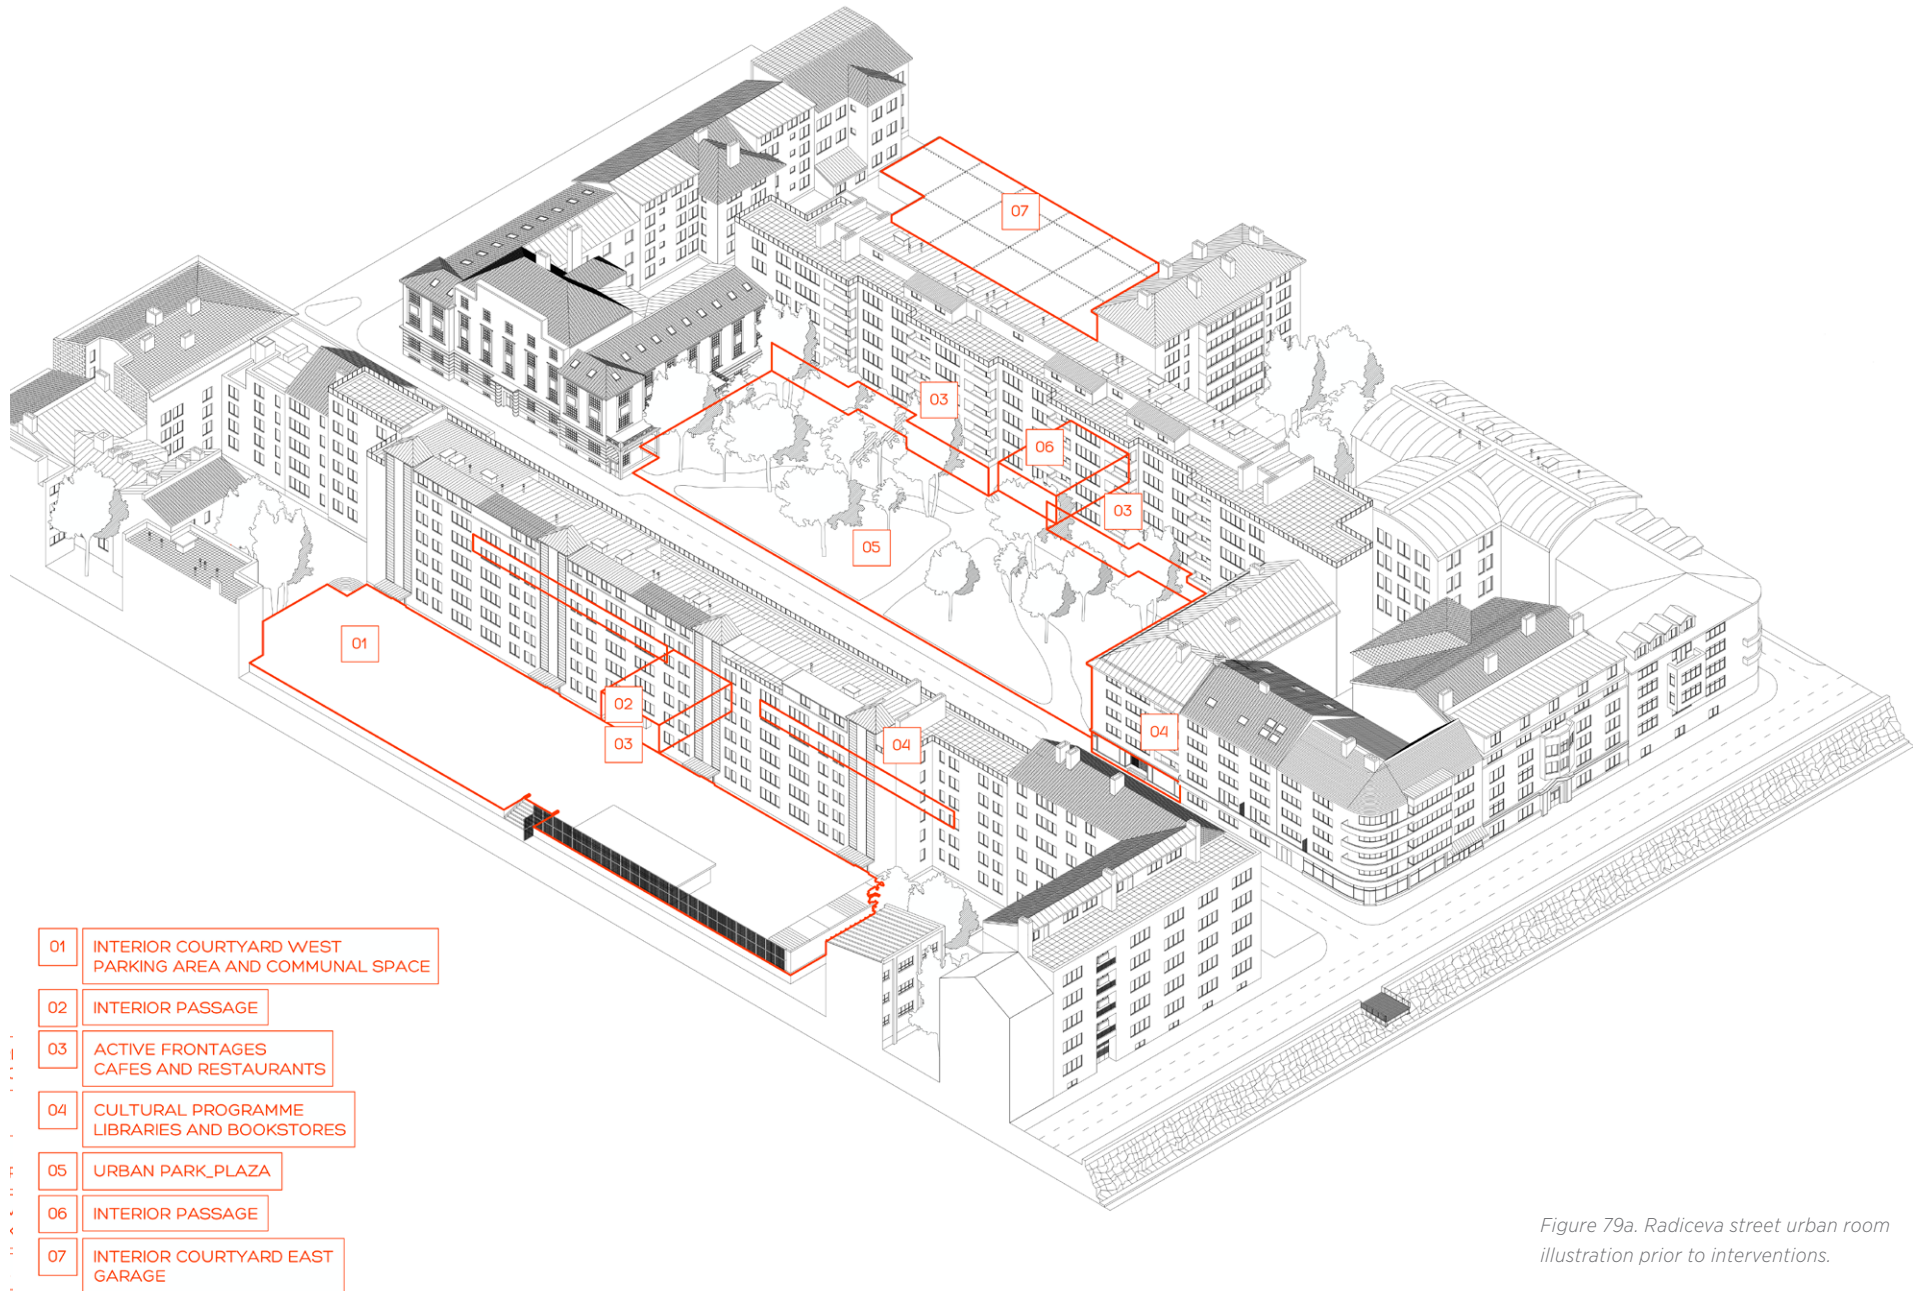 07
03
06
03
05
01
02
03
04
04
01 INTERIOR COURTYARD WEST
PARKING AREA AND COMMUNAL SPACE
02 INTERIOR PASSAGE
03 ACTIVE FRONTAGES
CAFES AND RESTAURANTS
04 CULTURAL PROGRAMME
LIBRARIES AND BOOKSTORES
05 URBAN PARK_PLAZA
06 INTERIOR PASSAGE
07 INTERIOR COURTYARD EAST
GARAGE
Figure 79a. Radiceva street urban room
illustration prior to interventions.